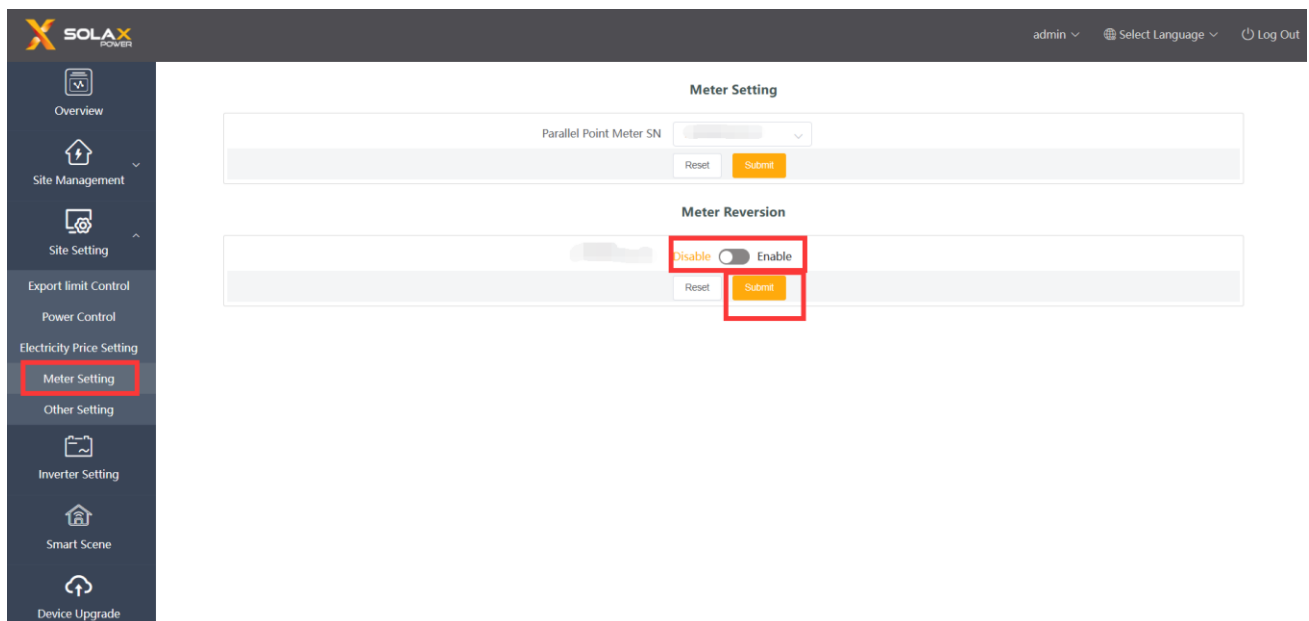 SOLAX
POWER
admin
Select Language
Log Out
Overview
Site Management
Site Setting
Export limit Control
Power Control
Electricity Price Setting
Meter Setting
Other Setting
Inverter Setting
Smart Scene
Device Upgrade
Meter Setting
Parallel Point Meter SN
Reset Submit
Meter Reversion
Disable Enable
Reset Submit